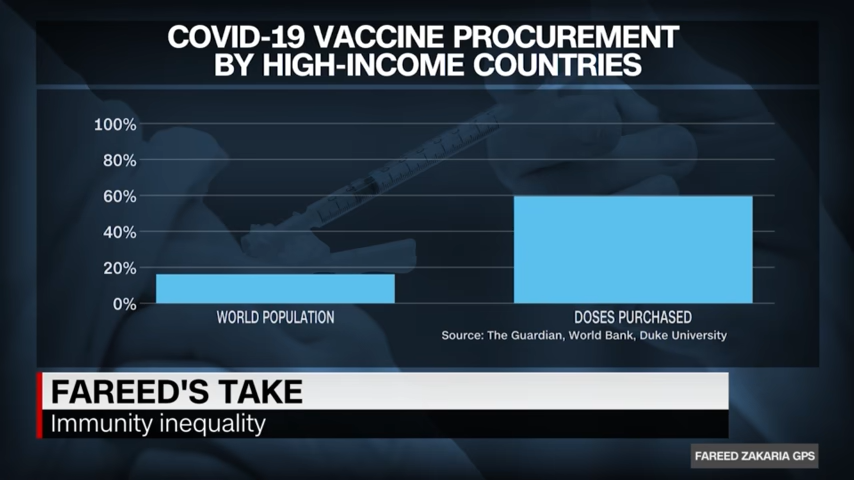 COVID-19 VACCINE PROCUREMENT
BY HIGH-INCOME COUNTRIES
100%
80%
60%
40%
20%
0%
WORLD POPULATION
DOSES PURCHASED
Source: The Guardian, World Bank, Duke University
FAREED'S TAKE
Immunity inequality
FAREED ZAKARIA GPS